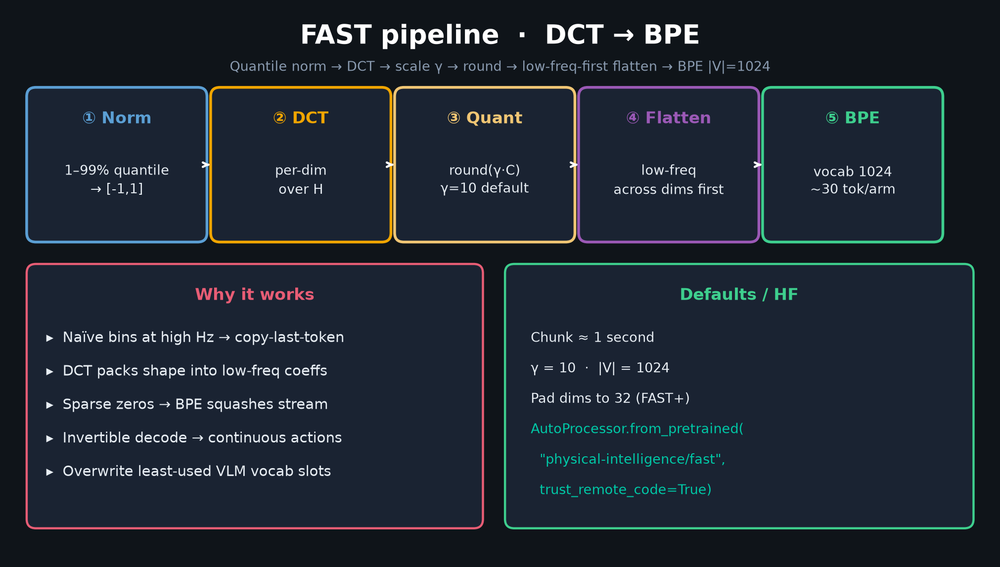 FAST pipeline · DCT → BPE
Quantile norm → DCT → scale γ → round → low-freq-first flatten → BPE |V|=1024
① Norm
1–99% quantile
→ [-1,1]
② DCT
per-dim
over H
③ Quant
round(γ·C)
γ=10 default
④ Flatten
low-freq
across dims first
⑤ BPE
vocab 1024
~30 tok/arm
Why it works
▸ Naïve bins at high Hz → copy-last-token
▸ DCT packs shape into low-freq coeffs
▸ Sparse zeros → BPE squashes stream
▸ Invertible decode → continuous actions
▸ Overwrite least-used VLM vocab slots
Defaults / HF
Chunk ≈ 1 second
γ = 10 · |V| = 1024
Pad dims to 32 (FAST+)
AutoProcessor.from_pretrained(
"physical-intelligence/fast",
trust_remote_code=True)